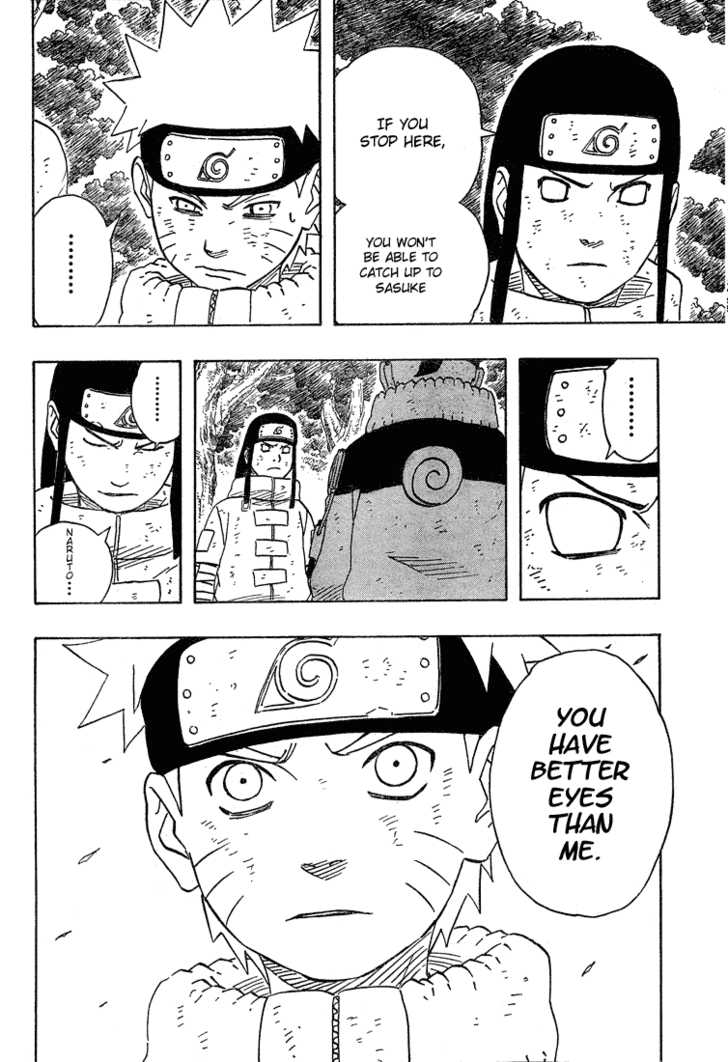 IF YOU
STOP HERE,
YOU WON'T
BE ABLE TO
CATCH UP TO
SASUKE
.........
.......
.......
NARUTO...
YOU
HAVE
BETTER
EYES
THAN
ME.